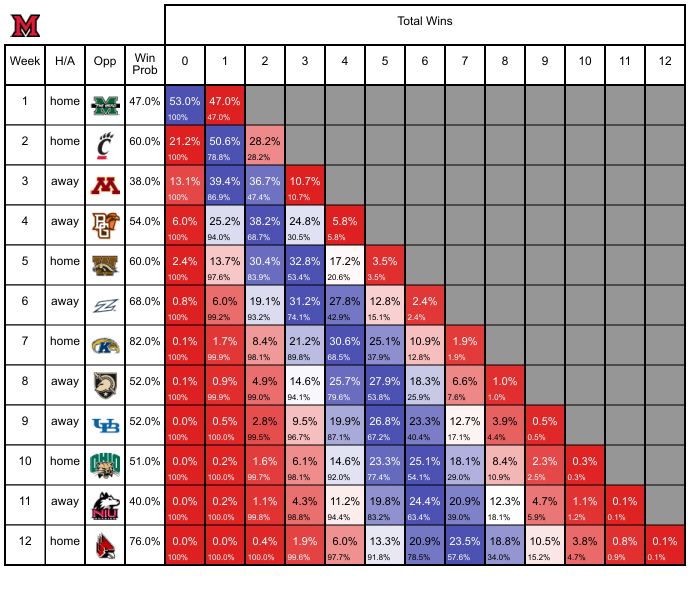 M
Total Wins
Week H/A Opp Win Prob 0 1 2 3 4 5 6 7 8 9 10 11 12
1 home 47.0% 53.0% 47.0%
100% 47.0%
2 home C 60.0% 21.2% 50.6% 28.2%
100% 78.8% 28.2%
3 away M 38.0% 13.1% 39.4% 36.7% 10.7%
100% 86.9% 47.4% 10.7%
4 away BG 54.0% 6.0% 25.2% 38.2% 24.8% 5.8%
100% 94.0% 68.7% 30.5% 5.8%
5 home 60.0% 2.4% 13.7% 30.4% 32.8% 17.2% 3.5%
100% 97.6% 83.9% 53.4% 20.6% 3.5%
6 away Z 68.0% 0.8% 6.0% 19.1% 31.2% 27.8% 12.8% 2.4%
100% 99.2% 93.2% 74.1% 42.9% 15.1% 2.4%
7 home K 82.0% 0.1% 1.7% 8.4% 21.2% 30.6% 25.1% 10.9% 1.9%
100% 99.9% 98.1% 89.8% 68.5% 37.9% 12.8% 1.9%
8 away 52.0% 0.1% 0.9% 4.9% 14.6% 25.7% 27.9% 18.3% 6.6% 1.0%
100% 99.9% 99.0% 94.1% 79.6% 53.8% 25.9% 7.6% 1.0%
9 away UB 52.0% 0.0% 0.5% 2.8% 9.5% 19.9% 26.8% 23.3% 12.7% 3.9% 0.5%
100% 100.0% 99.5% 96.7% 87.1% 67.2% 40.4% 17.1% 4.4% 0.5%
10 home OHIO 51.0% 0.0% 0.2% 1.6% 6.1% 14.6% 23.3% 25.1% 18.1% 8.4% 2.3% 0.3%
100% 100.0% 99.7% 98.1% 92.0% 77.4% 54.1% 29.0% 10.9% 2.5% 0.3%
11 away NIU 40.0% 0.0% 0.2% 1.1% 4.3% 11.2% 19.8% 24.4% 20.9% 12.3% 4.7% 1.1% 0.1%
100% 100.0% 99.8% 98.8% 94.4% 83.2% 63.4% 39.0% 18.1% 5.9% 1.2% 0.1%
12 home 76.0% 0.0% 0.0% 0.4% 1.9% 6.0% 13.3% 20.9% 23.5% 18.8% 10.5% 3.8% 0.8% 0.1%
100% 100.0% 100.0% 99.6% 97.7% 91.8% 78.5% 57.6% 34.0% 15.2% 4.7% 0.9% 0.1%